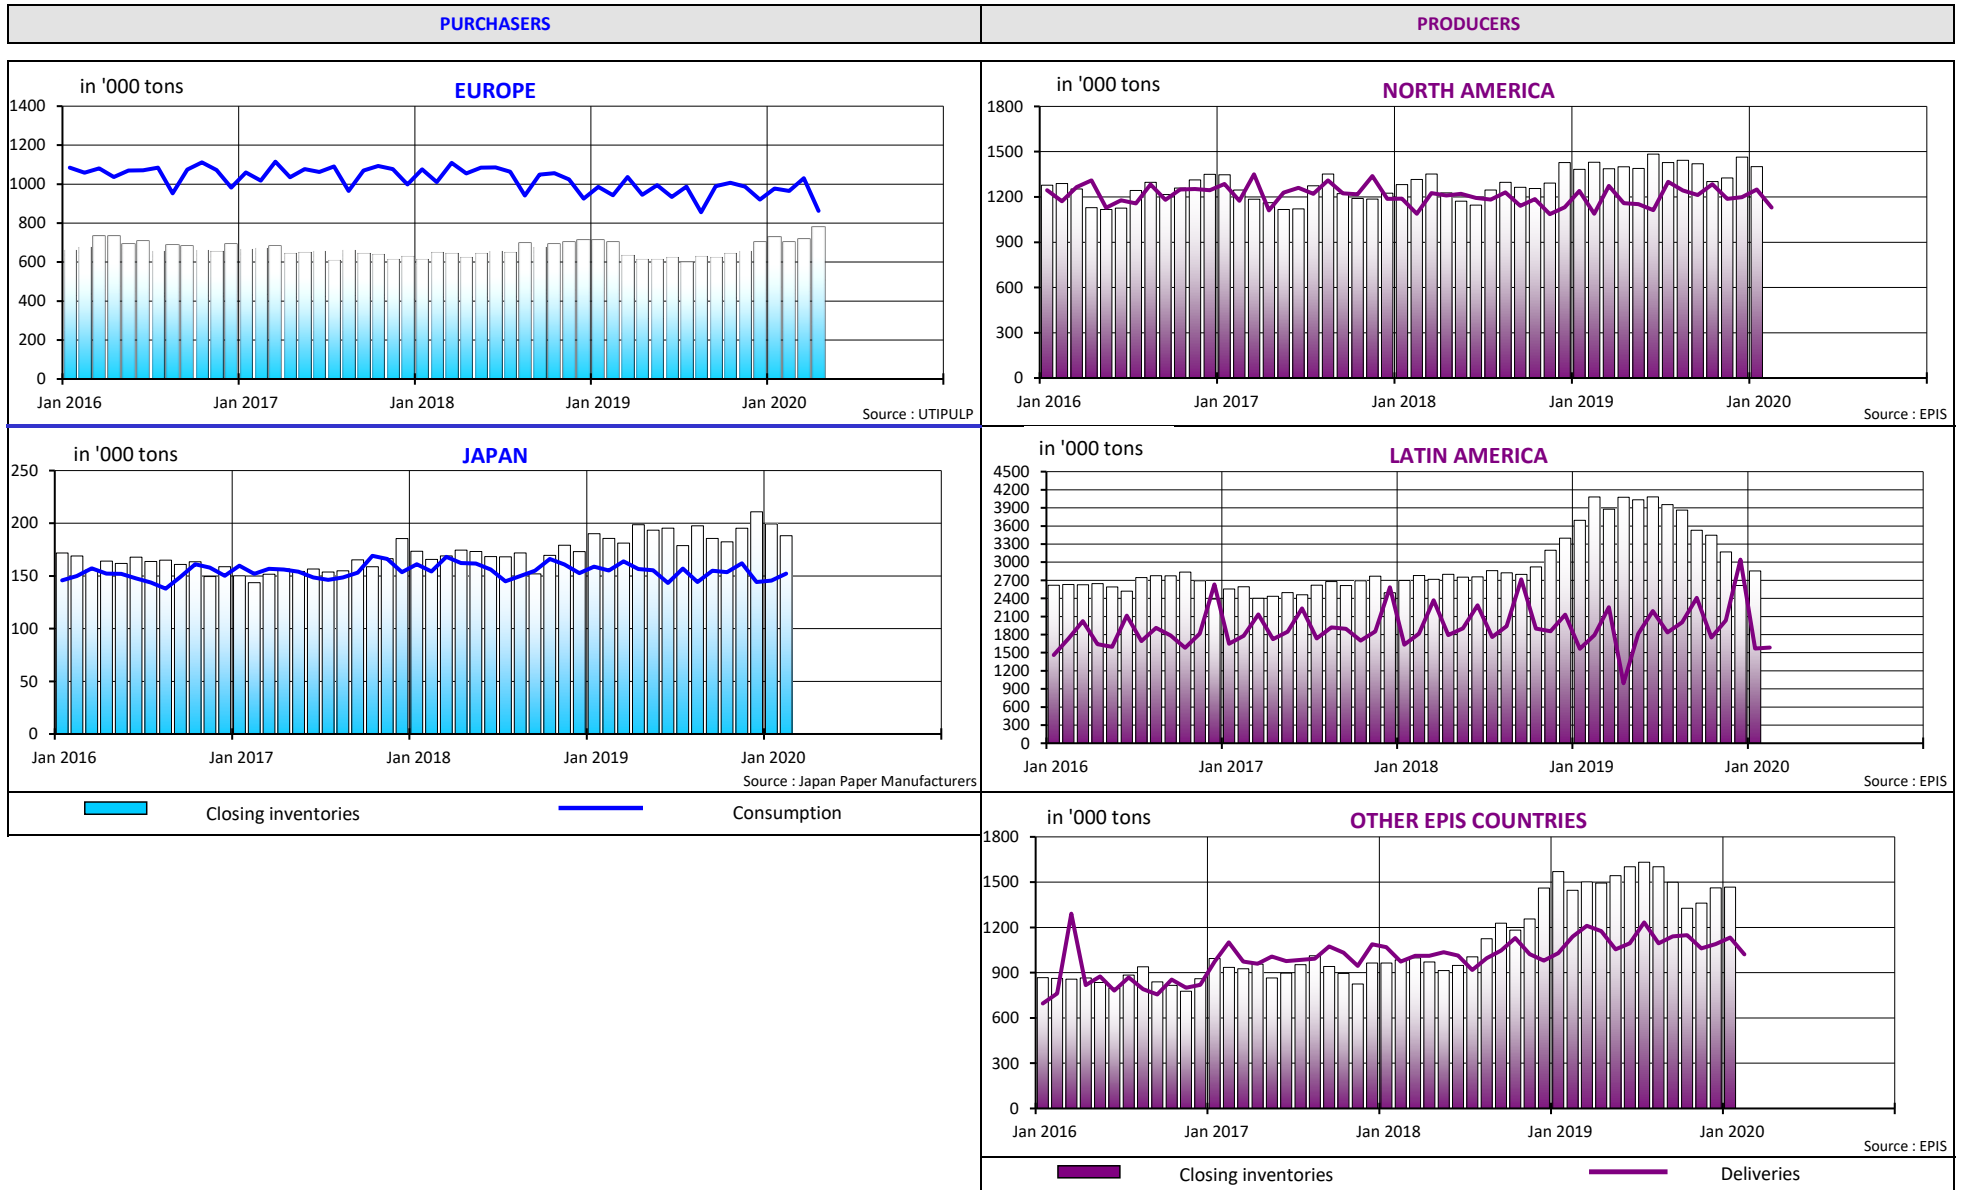 PURCHASERS
PRODUCERS
in '000 tons
EUROPE
1400
1200
1000
800
600
400
200
0
Jan 2016
Jan 2017
Jan 2018
Jan 2019
Jan 2020
Source : UTIPULP
in '000 tons
NORTH AMERICA
1800
1500
1200
900
600
300
0
Jan 2016
Jan 2017
Jan 2018
Jan 2019
Jan 2020
Source : EPIS
in '000 tons
JAPAN
250
200
150
100
50
0
Jan 2016
Jan 2017
Jan 2018
Jan 2019
Jan 2020
Source : Japan Paper Manufacturers
Closing inventories
Consumption
in '000 tons
LATIN AMERICA
4500
4200
3900
3600
3300
3000
2700
2400
2100
1800
1500
1200
900
600
300
0
Jan 2016
Jan 2017
Jan 2018
Jan 2019
Jan 2020
Source : EPIS
in '000 tons
OTHER EPIS COUNTRIES
1800
1500
1200
900
600
300
0
Jan 2016
Jan 2017
Jan 2018
Jan 2019
Jan 2020
Source : EPIS
Closing inventories
Deliveries